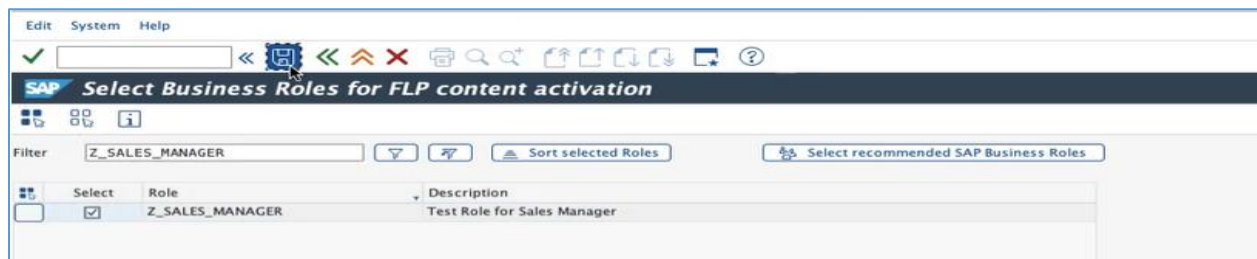 Edit System Help
SAP Select Business Roles for FLP content activation
Filter Z_SALES_MANAGER Sort selected Roles Select recommended SAP Business Roles
Select Role Description
Z_SALES_MANAGER Test Role for Sales Manager